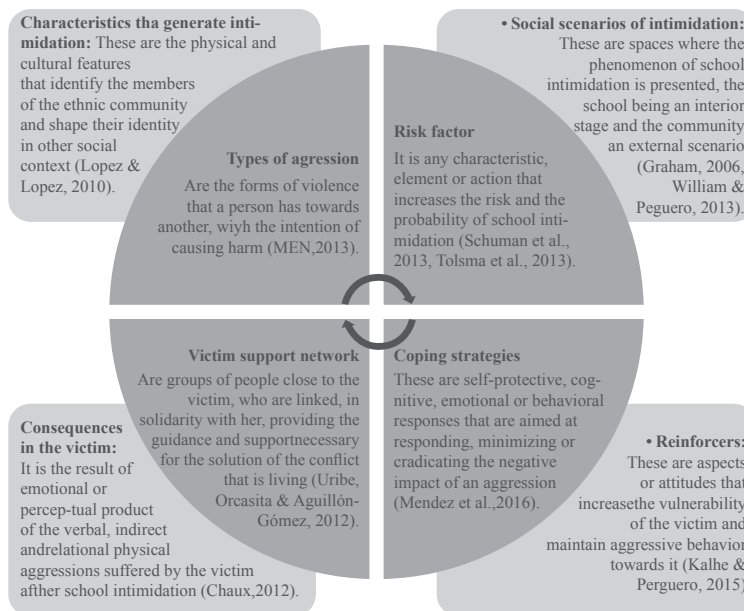 Characteristics tha generate inti-
midation: These are the physical and
cultural features
that identify the members
of the ethnic community
and shape their identity
in other social
context (Lopez &
Lopez, 2010).
Types of agression
Are the forms of violence
that a person has towards
another, wiyh the intention of
causing harm (MEN,2013).
Risk factor
It is any characteristic,
element or action that
increases the risk and the
probability of school inti-
midation (Schuman et al.,
2013, Tolsma et al., 2013).
• Social scenarios of intimidation:
These are spaces where the
phenomenon of school
intimidation is presented, the
school being an interior
stage and the community
an external scenario
(Graham, 2006,
William &
Peguero, 2013).
Consequences
in the victim:
It is the result of
emotional or
percep-tual product
of the verbal, indirect
andrelational physical
aggressions suffered by the victim
afther school intimidation (Chaux,2012).
Victim support network
Are groups of people close to the
victim, who are linked, in
solidarity with her, providing the
guidance and supportnecessary
for the solution of the conflict
that is living (Uribe,
Orcasita & Aguillón-
Gómez, 2012).
Coping strategies
These are self-protective, cog-
nitive, emotional or behavioral
responses that are aimed at
responding, minimizing or
cradicating the negative
impact of an aggression
(Mendez et al.,2016).
• Reinforcers:
These are aspects
or attitudes that
increasethe vulnerability
of the victim and
maintain aggressive behavior
towards it (Kalhe &
Perguero, 2015)